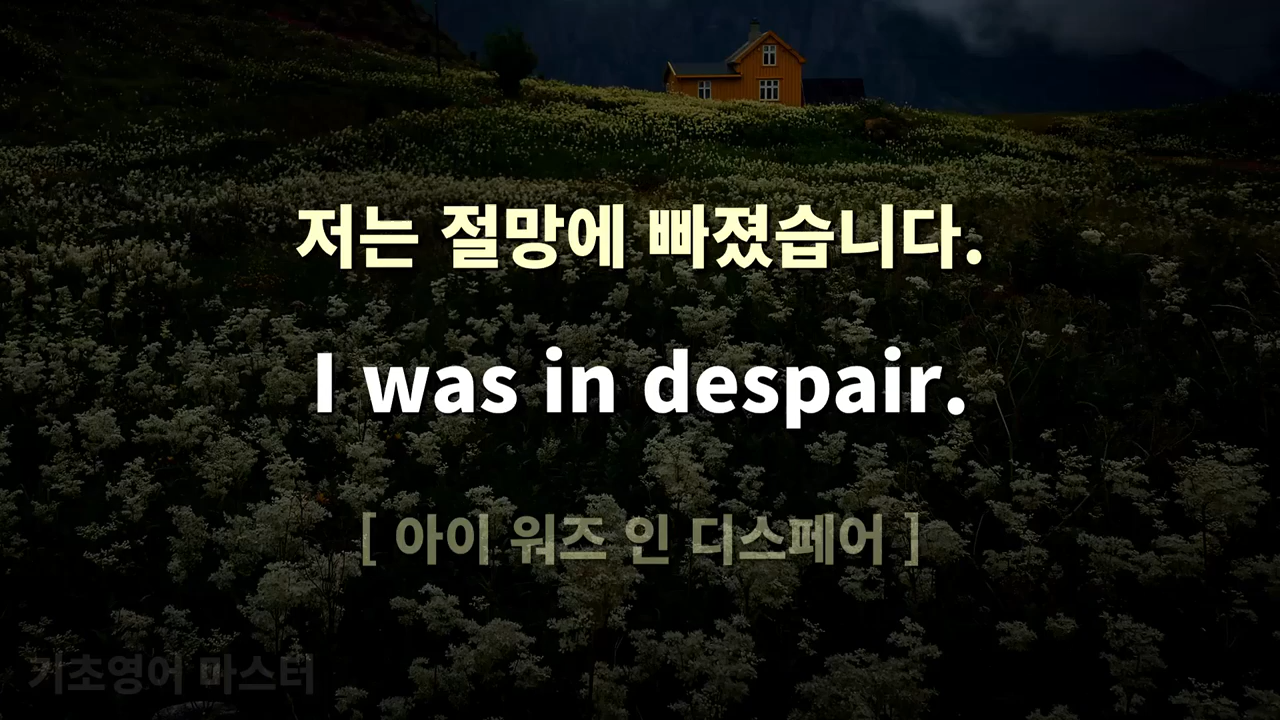 저는 절망에 빠졌습니다.
I was in despair.
[ 아이 워즈 인 디스페어 ]
기초영어 마스터